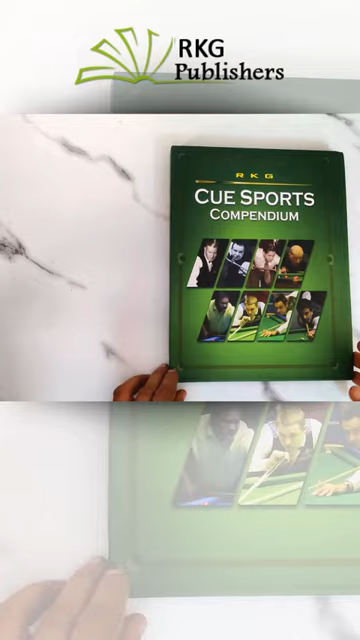 RKG
Publishers
RKG
CUE SPORTS
COMPENDIUM